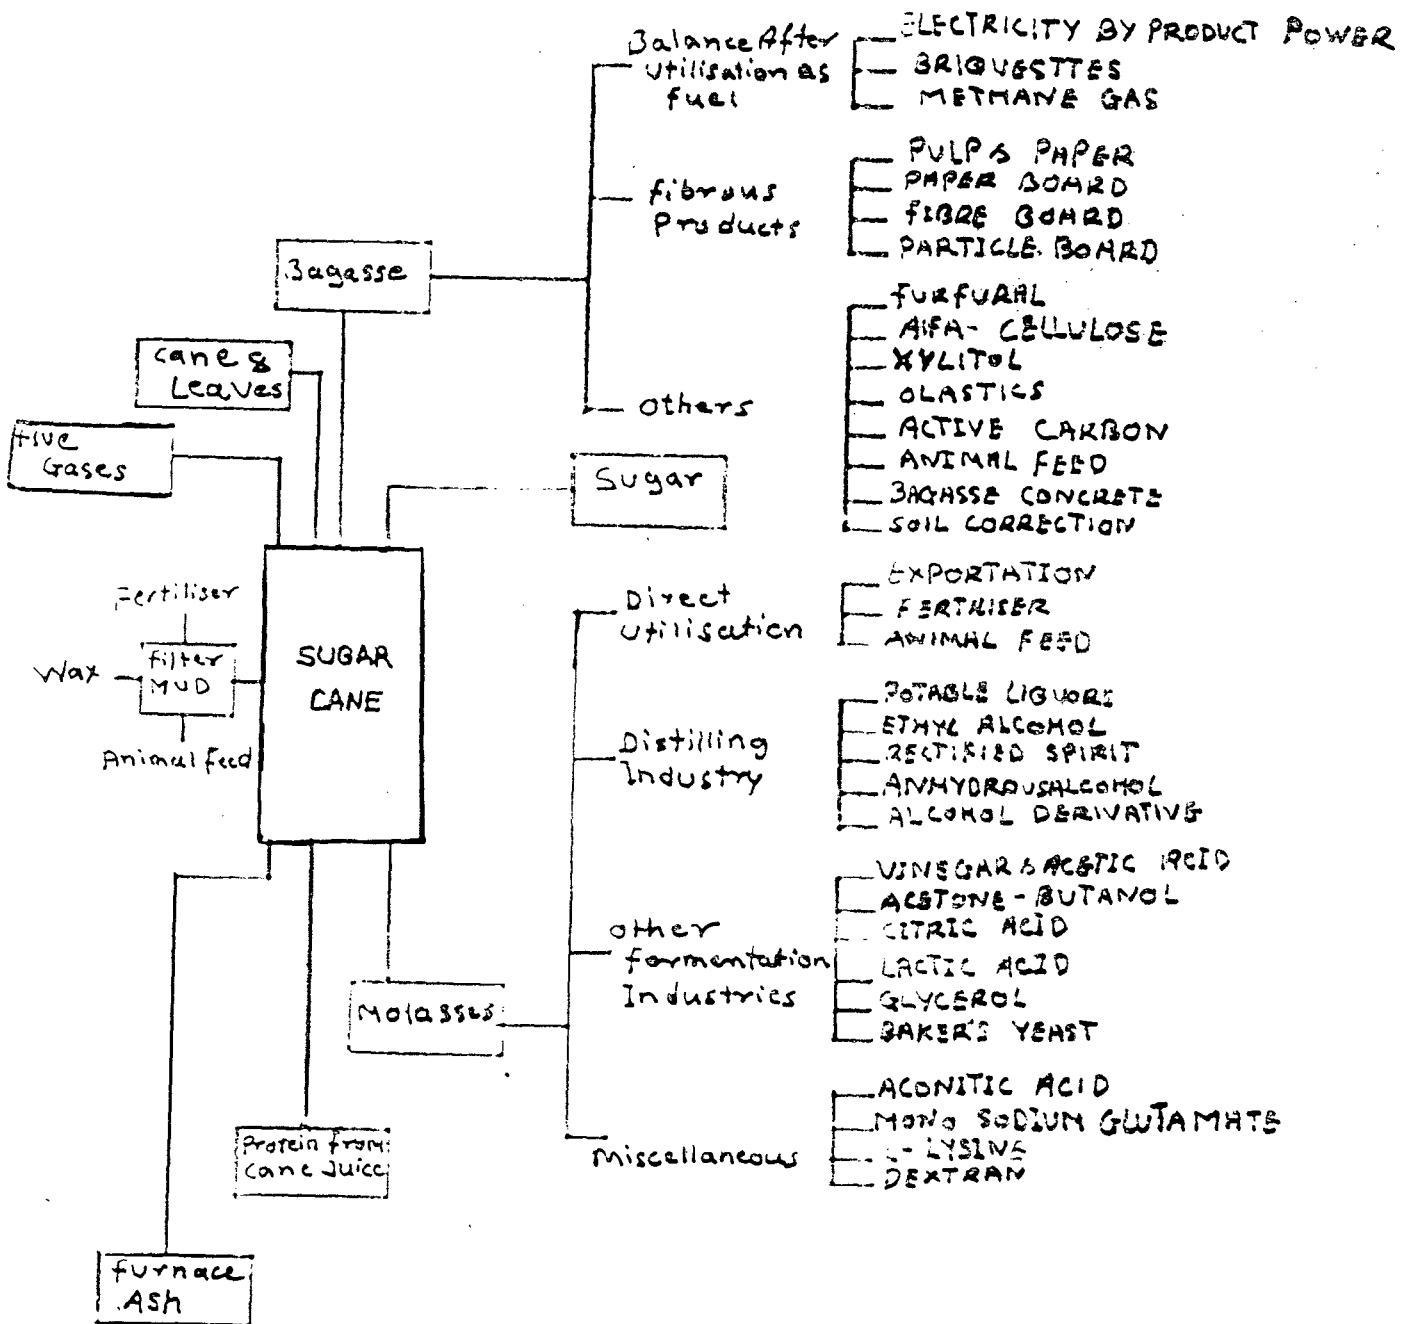 Balance After
Utilisation as
fuel
ELECTRICITY BY PRODUCT POWER
BRIQUESTTES
METHANE GAS
fibrous
Products
PULP & PAPER
PAPER BOARD
FIBRE BOARD
PARTICLE BOARD
Bagasse
Others
FURFURAL
AIFA- CELLULOSE
XYLITOL
OLASTICS
ACTIVE CARBON
ANIMAL FEED
BAGASSE CONCRETE
SOIL CORRECTION
Cane &
Leaves
Gases
Sugar
Fertiliser
Wax
filter
MUD
Animal feed
SUGAR
CANE
Direct
Utilisation
EXPORTATION
FERTHISER
ANIMAL FEED
Distilling
Industry
POTABLE LIQUORS
ETHYL ALCOHOL
RECTIFIED SPIRIT
ANHYDROUSALCOHOL
ALCOHOL DERIVATIVE
Other
formentation
Industries
VINEGAR & ACETIC ACID
ACETONE - BUTANOL
CITRIC ACID
LACTIC ACID
GLYCEROL
BAKER'S YEAST
Molasses
Miscellaneous
ACONITIC ACID
MONO SODIUM GLUTAMATE
L- LYSINE
DEXTRAN
Protein from
Cane Juice
furnace
Ash